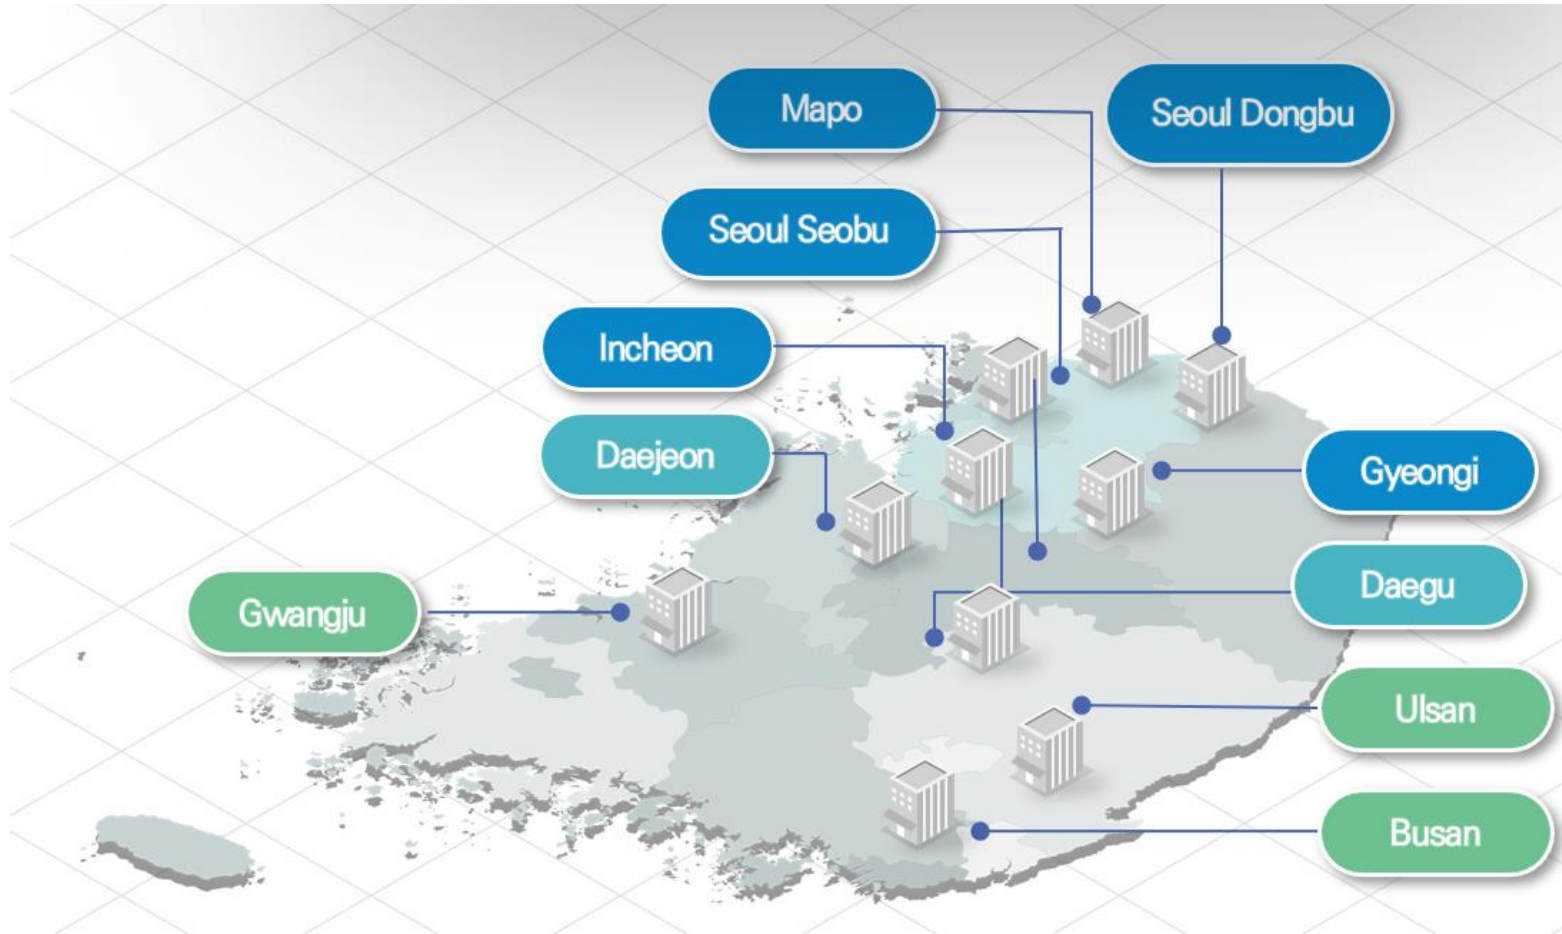 Mapo
Seoul Dongbu
Seoul Seobu
Incheon
Daejeon
Gyeongi
Daegu
Gwangju
Ulsan
Busan